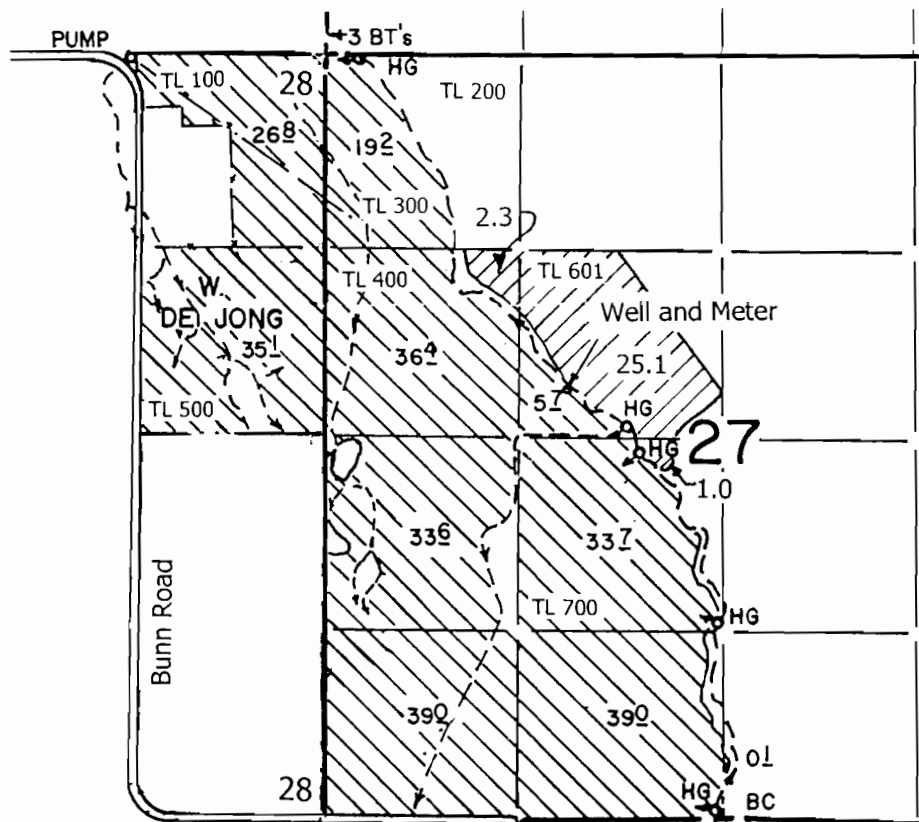 +3 BT's
PUMP
HG
TL 100
28
TL 200
26 8
19 2
TL 300
2.3
TL 400
TL 601
W.
DE JONG
Well and Meter
35 1
36 4
25.1
5
TL 500
HG
27
HG
1.0
33 6
33 7
Bunn Road
TL 700
HG
39 0
39 0
0 1
28
HG
BC